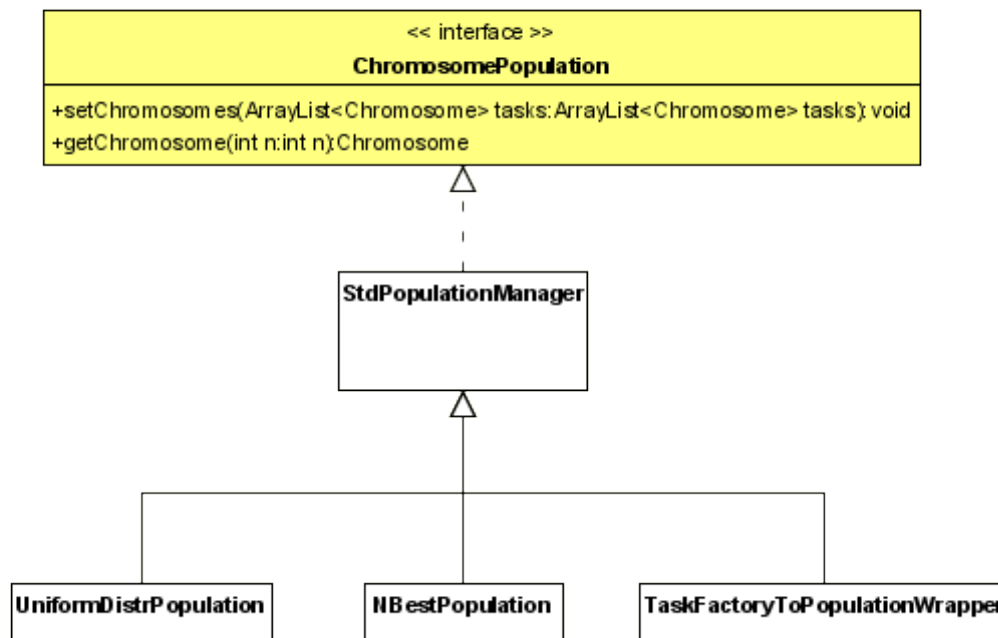 << interface >>
ChromosomePopulation
+setChromosomes(ArrayList<Chromosome> tasks:ArrayList<Chromosome> tasks): void
+getChromosome(int n:int n):Chromosome
StdPopulationManager
UniformDistrPopulation
NBestPopulation
TaskFactoryToPopulationWrapper